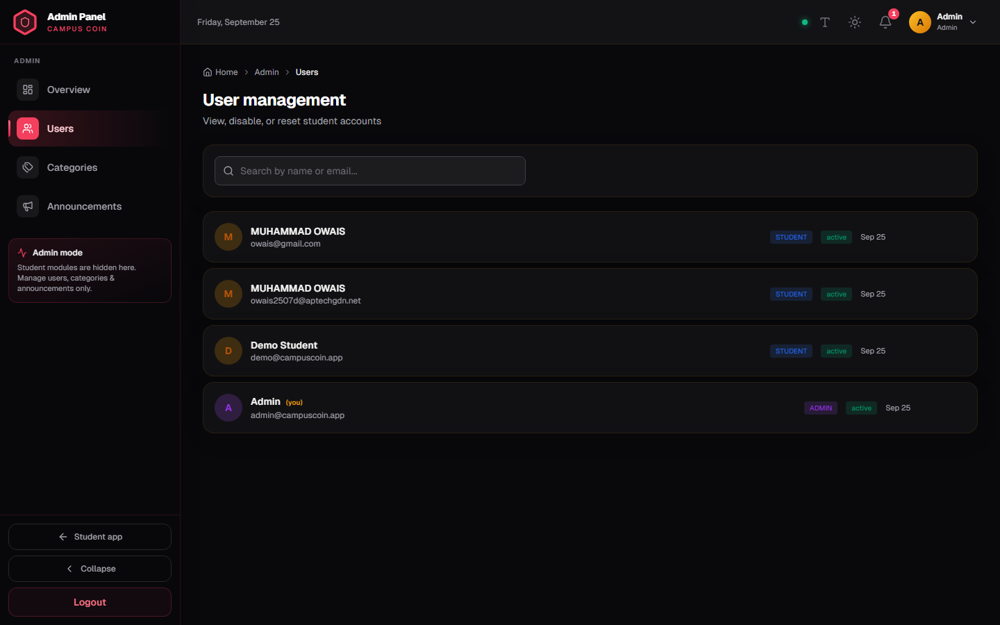 Admin Panel
CAMPUS COIN
ADMIN
Overview
Users
Categories
Announcements
Admin mode
Student modules are hidden here.
Manage users, categories &
announcements only.
Student app
Collapse
Logout
Friday, September 25
1
A
Admin
Admin
Home > Admin > Users
User management
View, disable, or reset student accounts
Search by name or email...
M
MUHAMMAD OWAIS
owais@gmail.com
STUDENT active Sep 25
M
MUHAMMAD OWAIS
owais2507d@aptechgdn.net
STUDENT active Sep 25
D
Demo Student
demo@campuscoin.app
STUDENT active Sep 25
A
Admin (you)
admin@campuscoin.app
ADMIN active Sep 25